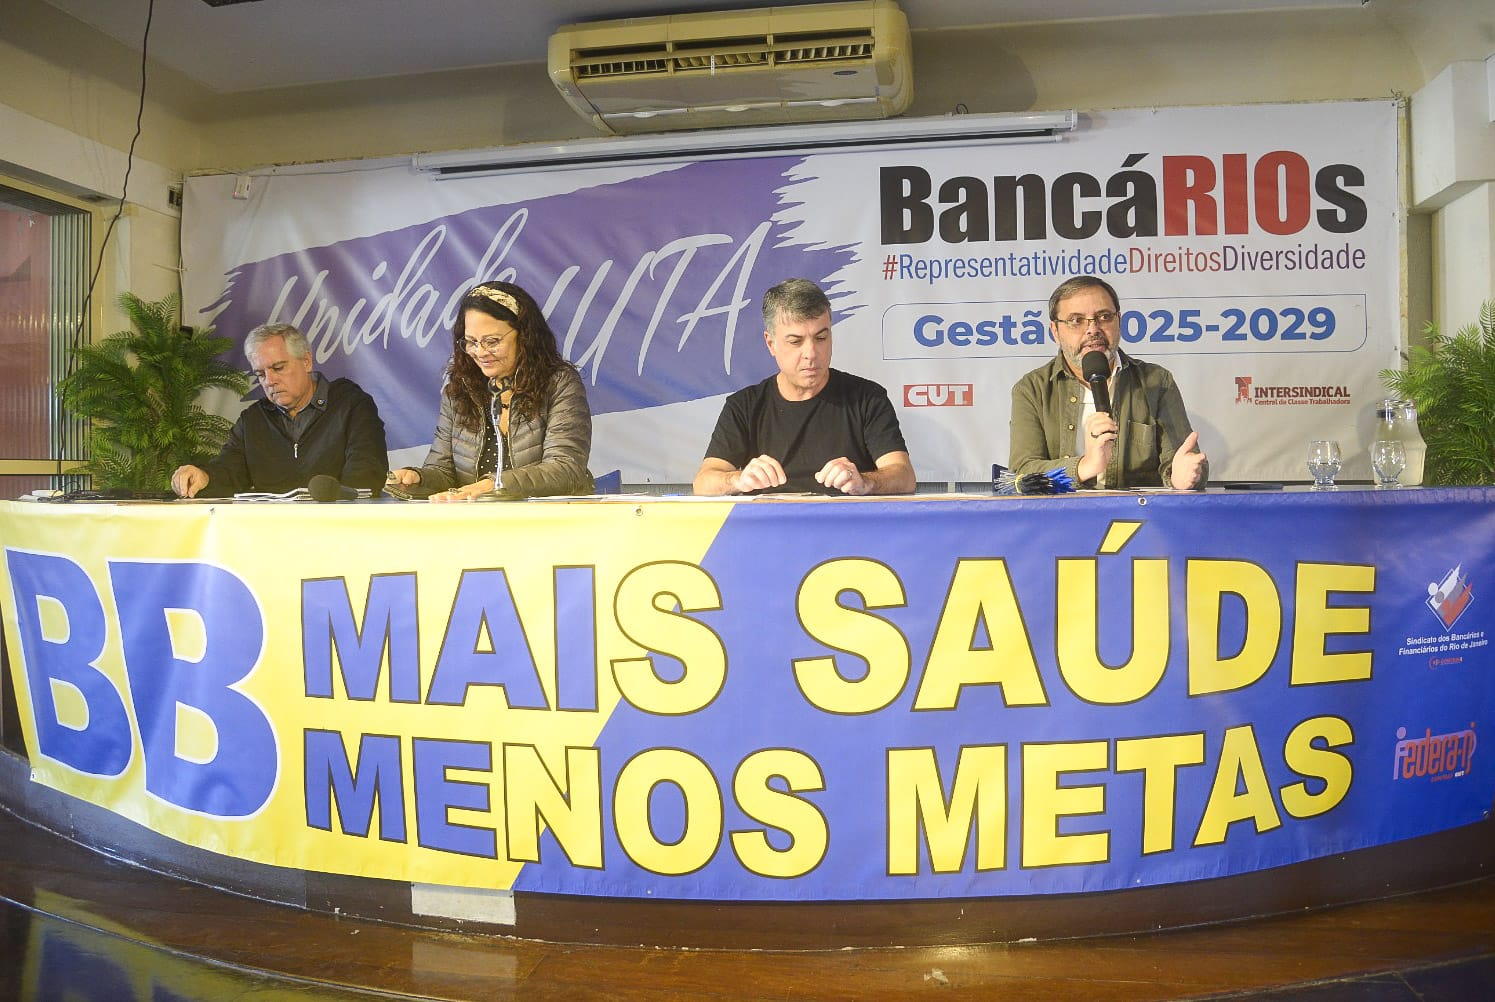 Unidade
LUTA
BancáRIOs
#RepresentatividadeDireitosDiversidade
Gestão 2025-2029
CUT
INTERSINDICAL
Central da Classe Trabalhadora
BB
MAIS SAÚDE
MENOS METAS
Sindicato dos Bancários e
Financiários do Rio de Janeiro
Federa-RJ
CUT